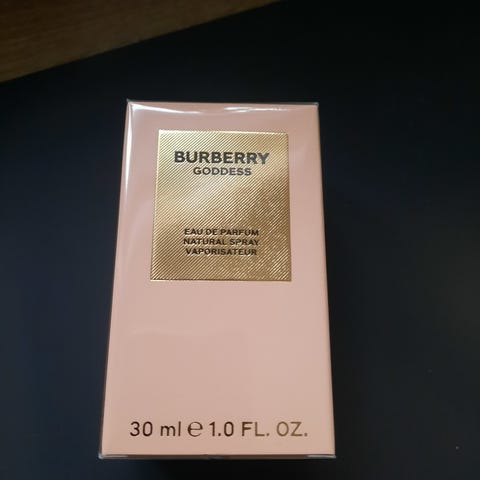 BURBERRY
GODDESS
EAU DE PARFUM
NATURAL SPRAY
VAPORISATEUR
30 ml ℮ 1.0 FL. OZ.